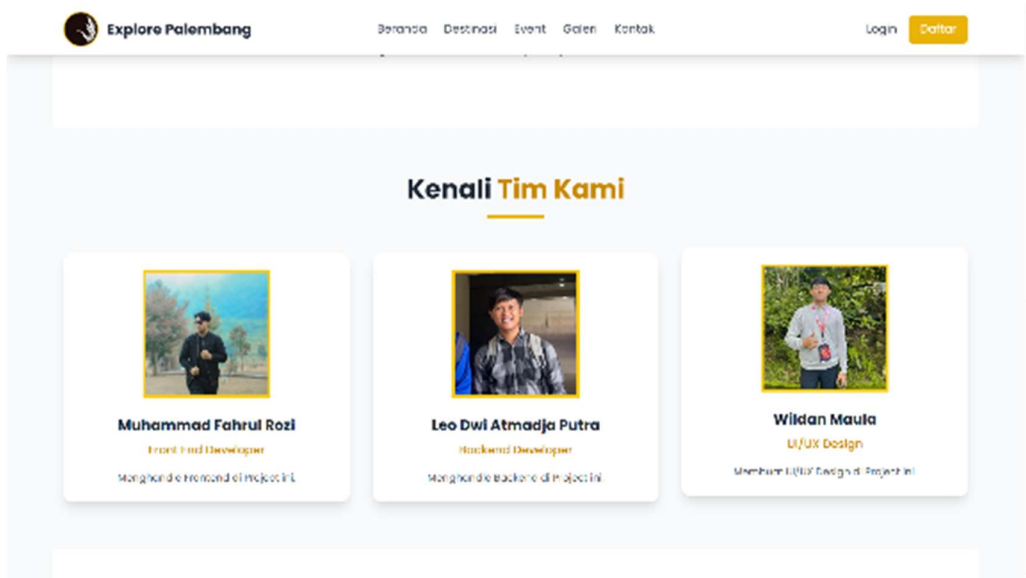 Explore Palembang
Beranda Destinasi Event Galeri Kontak
Login Daftar
Kenali Tim Kami
Muhammad Fahrul Rozi
Front End Developer
Menghandle Frontend di Project ini.
Leo Dwi Atmadja Putra
Backend Developer
Menghandle Backend di Project ini
Wildan Maula
UI/UX Design
Membuat UI/UX Design di Project ini